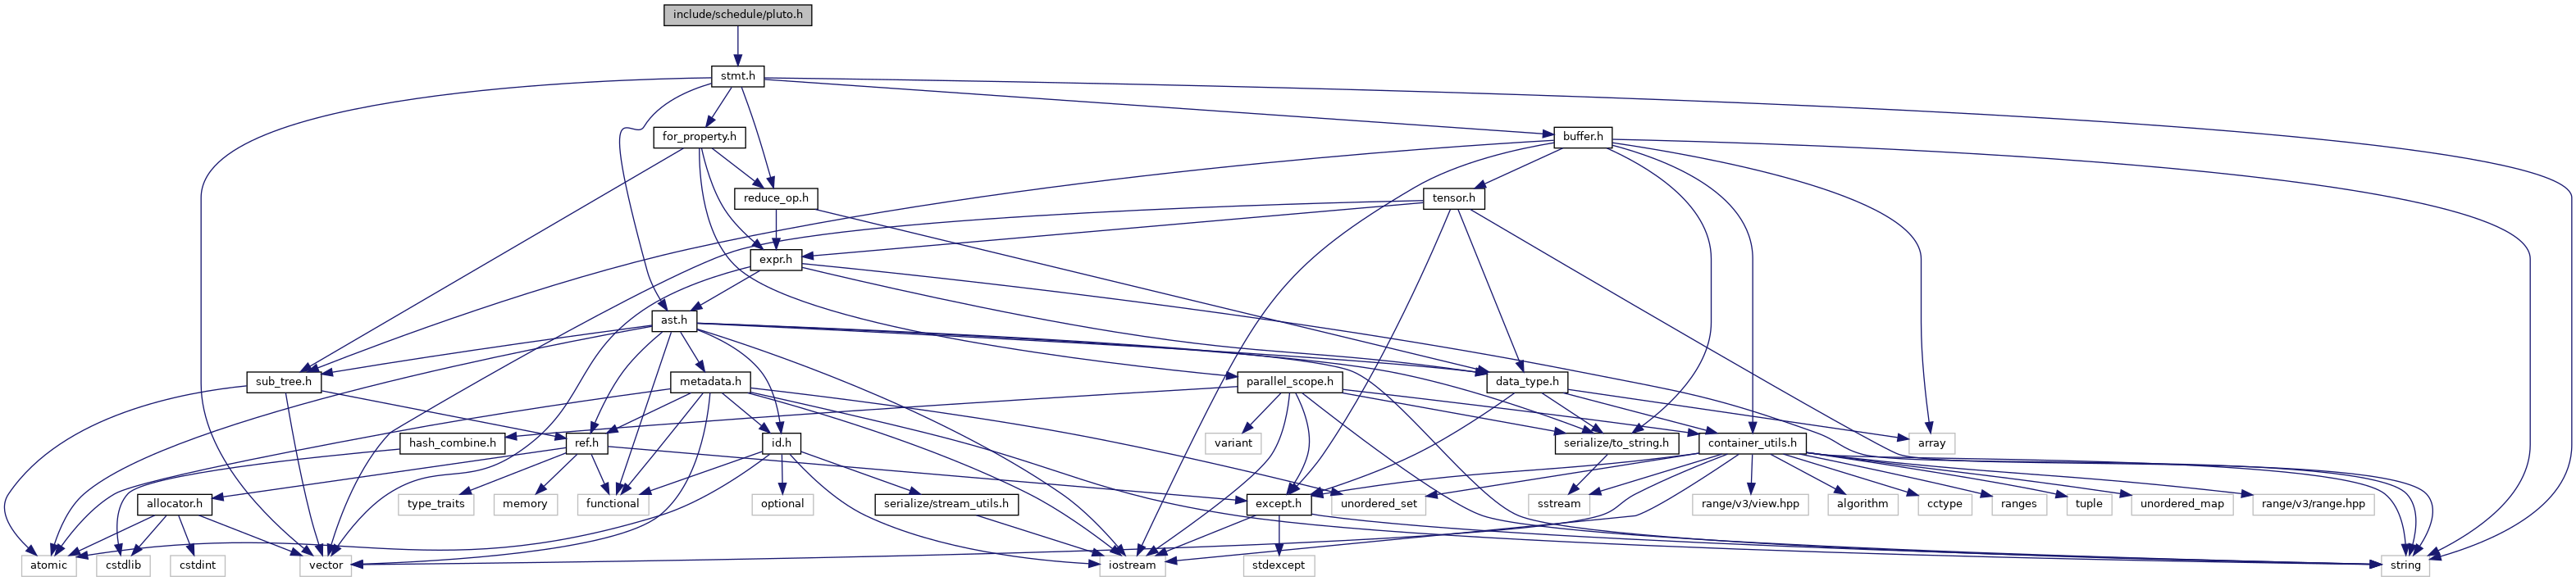 include/schedule/pluto.h
stmt.h
for_property.h
buffer.h
reduce_op.h
tensor.h
expr.h
ast.h
sub_tree.h
metadata.h
parallel_scope.h
data_type.h
hash_combine.h
ref.h
id.h
variant
serialize/to_string.h
container_utils.h
array
allocator.h
type_traits
memory
functional
optional
serialize/stream_utils.h
except.h
unordered_set
sstream
range/v3/view.hpp
algorithm
cctype
ranges
tuple
unordered_map
range/v3/range.hpp
atomic
cstdlib
cstdint
vector
iostream
stdexcept
string